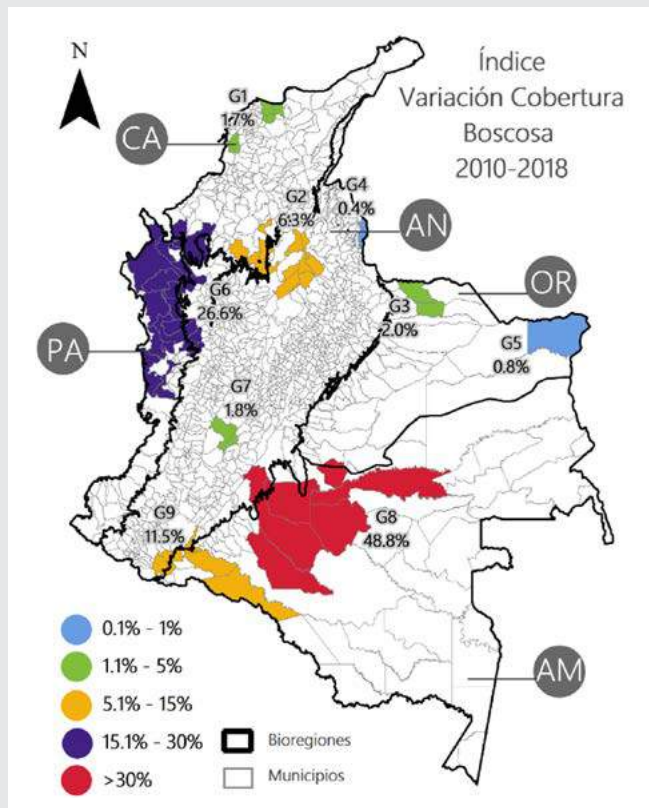 N
Índice
Variación Cobertura
Boscosa
2010-2018
G1
1.7%
CA
G2
6.3%
G4
0.4%
AN
OR
G3
2.0%
G6
26.6%
G5
0.8%
PA
G7
1.8%
G9
11.5%
G8
48.8%
AM
0.1% - 1%
1.1% - 5%
5.1% - 15%
15.1% - 30%
>30%
Bioregiones
Municipios